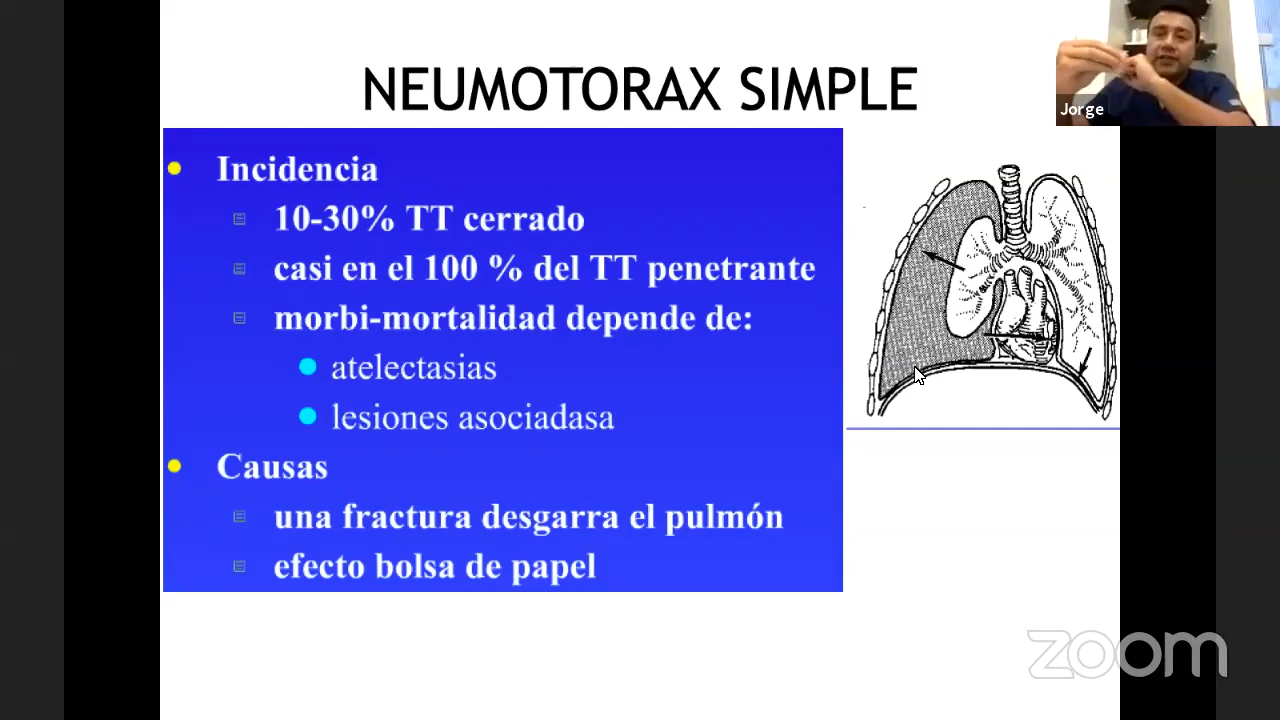 NEUMOTORAX SIMPLE
Jorge
Incidencia
10-30% TT cerrado
casi en el 100 % del TT penetrante
morbi-mortalidad depende de:
atelectasias
lesiones asociadasa
Causas
una fractura desgarra el pulmón
efecto bolsa de papel
zoom